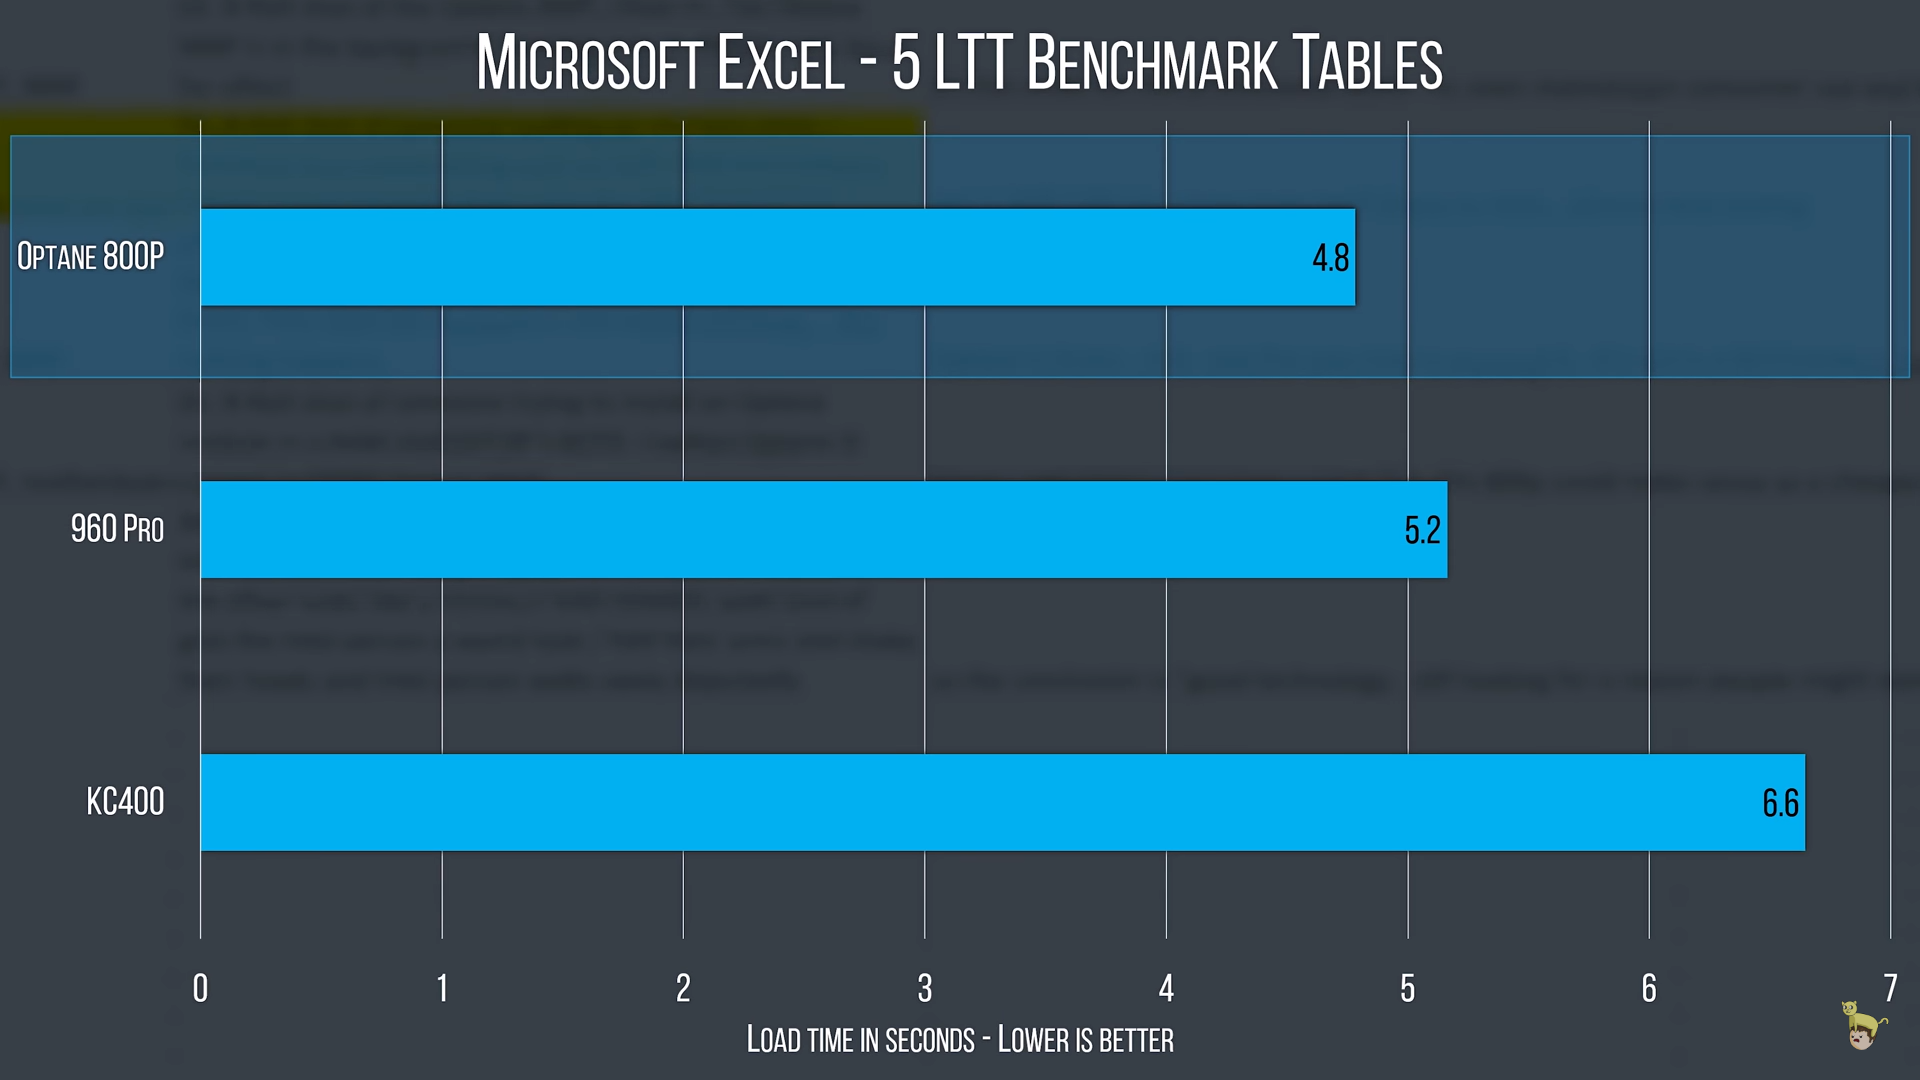 Microsoft Excel - 5 LTT Benchmark Tables
Optane 800P
4.8
960 Pro
5.2
KC400
6.6
0 1 2 3 4 5 6 7
Load time in seconds - Lower is better